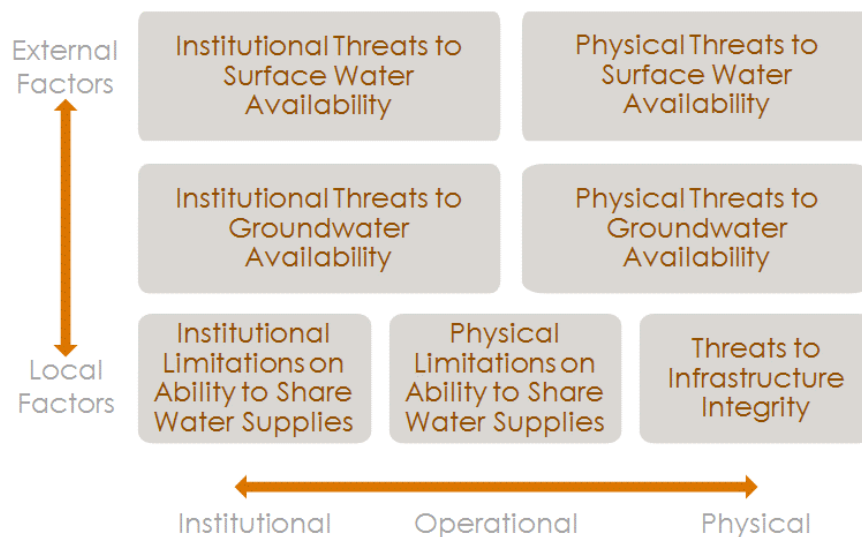 External
Factors
Institutional Threats to
Surface Water
Availability
Physical Threats to
Surface Water
Availability
Institutional Threats to
Groundwater
Availability
Physical Threats to
Groundwater
Availability
Local
Factors
Institutional
Limitations on
Ability to Share
Water Supplies
Physical
Limitations on
Ability to Share
Water Supplies
Threats to
Infrastructure
Integrity
Institutional
Operational
Physical